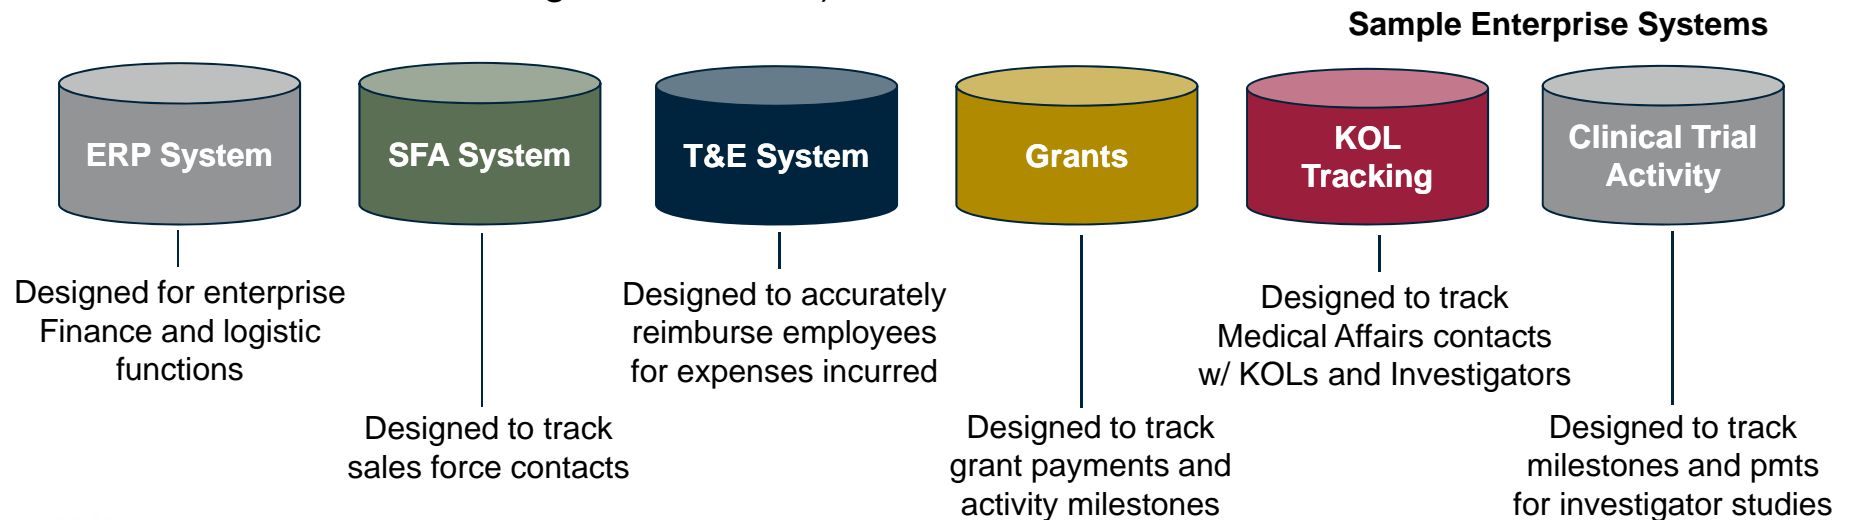 Sample Enterprise Systems
ERP System
SFA System
T&E System
Grants
KOL
Tracking
Clinical Trial
Activity
Designed for enterprise
Finance and logistic
functions
Designed to track
sales force contacts
Designed to accurately
reimburse employees
for expenses incurred
Designed to track
grant payments and
activity milestones
Designed to track
Medical Affairs contacts
w/ KOLs and Investigators
Designed to track
milestones and pmts
for investigator studies